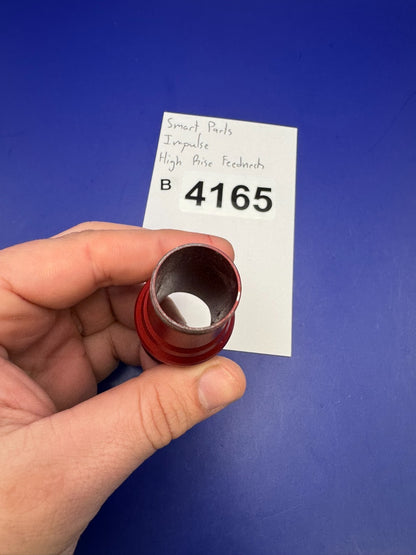 Smart Parts
Impulse
High Rise Feedneck
B 4165